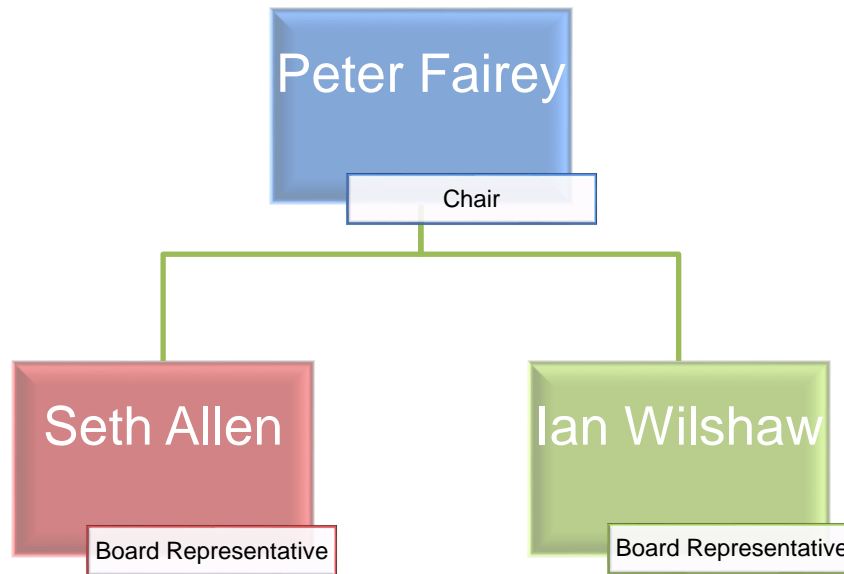 Peter Fairey
Chair
Seth Allen
Ian Wilshaw
Board Representative
Board Representative